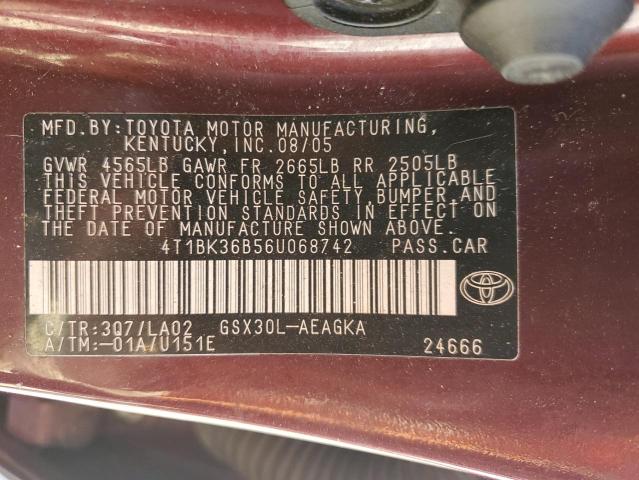 MFD.BY:TOYOTA MOTOR MANUFACTURING,
KENTUCKY, INC. 08/05
GVWR 4565LB GAWR FR 2665LB RR 2505LB
THIS VEHICLE CONFORMS TO ALL APPLICABLE
FEDERAL MOTOR VEHICLE SAFETY, BUMPER, AND
THEFT PREVENTION STANDARDS IN EFFECT ON
THE DATE OF MANUFACTURE SHOWN ABOVE.
4T1BK36B56U068742 PASS.CAR
C/TR:3Q7/LA02 GSX30L-AEAGKA
A/TM:-01A/U151E 24666